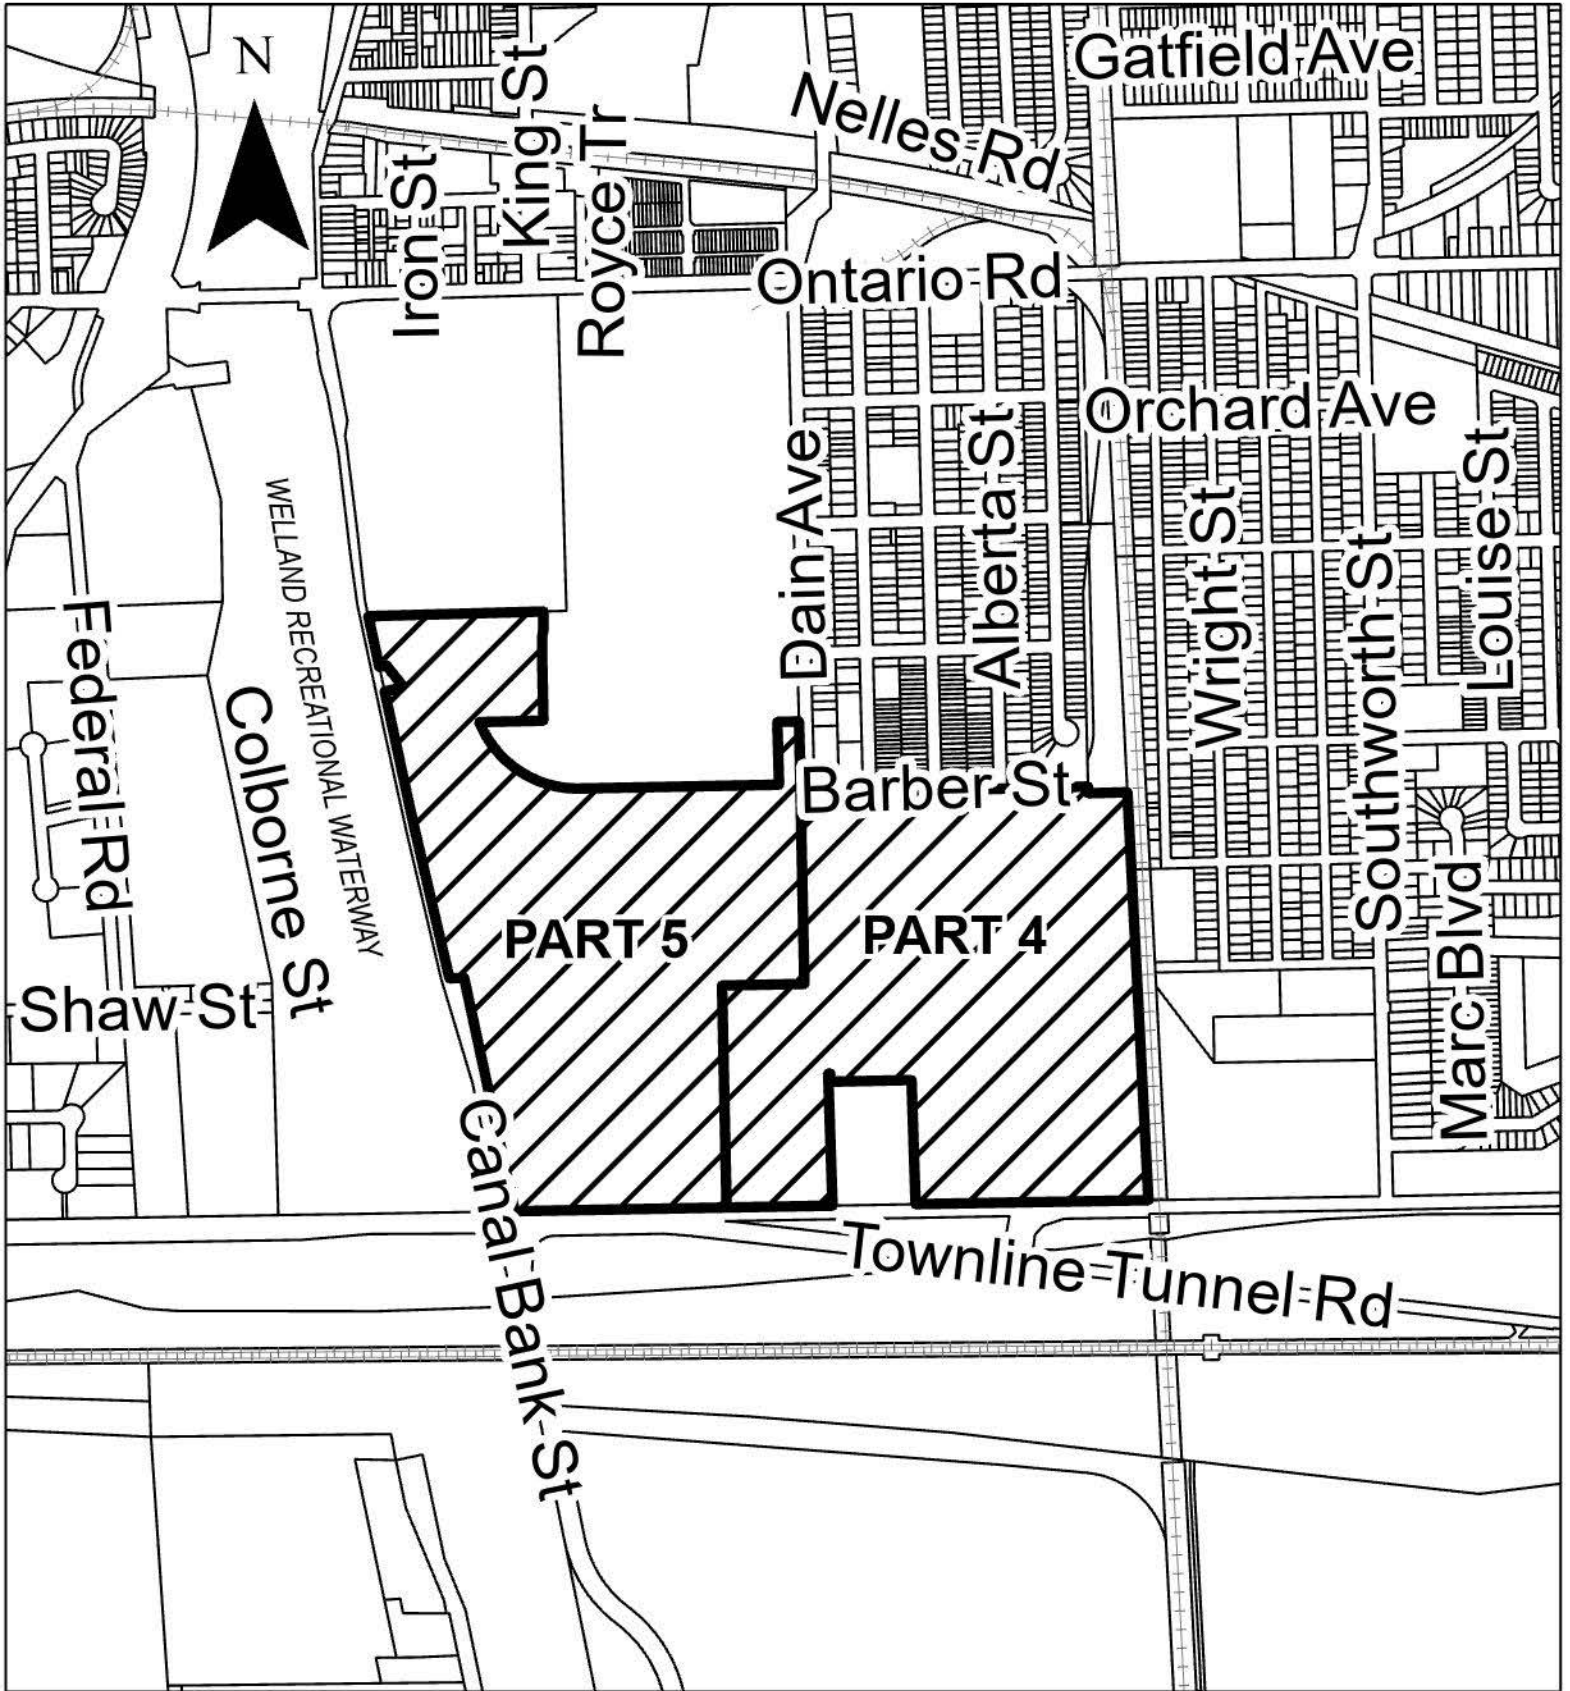 N
Gatfield Ave
Nelles Rd
King St
Royce Tr
Iron St
Ontario Rd
Orchard Ave
Dain Ave
Alberta St
Wright St
Southworth St
Louise St
WELLAND RECREATIONAL WATERWAY
Federal Rd
Colborne St
Barber St
PART 5
PART 4
Marc Blvd
Shaw St
Canal Bank St
Townline Tunnel Rd